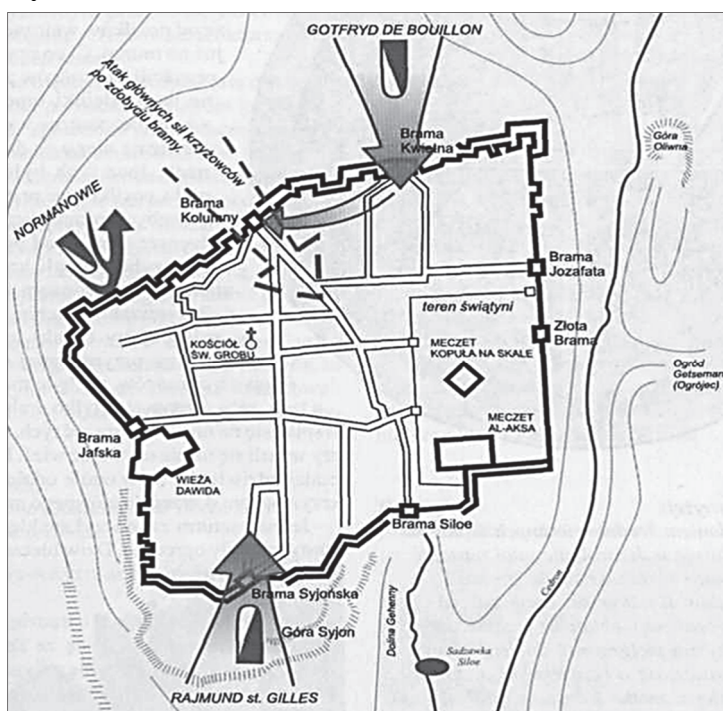 GOTFRYD DE BOUILLON
Atak głównych sił krzyżowców
po zdobyciu bramy
Brama
Kwietna
Góra
Oliwna
Brama
Kolumny
NORMANOWIE
Brama
Jozafata
teren świątyni
Złota
Brama
KOŚCIÓŁ
ŚW. GROBU
MECZET
KOPUŁA NA SKALE
Ogród
Getsemani
(Ogrójec)
MECZET
AL-AKSA
Brama
Jafska
WIEŻA
DAWIDA
Brama Siloe
Brama Syjońska
Góra Syjon
Dolina Gehenny
Cedron
Sadzawka
Siloe
RAJMUND st. GILLES